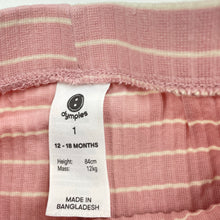 dymples
1
12 - 18 MONTHS
Height: 84cm
Mass: 12kg
MADE IN
BANGLADESH